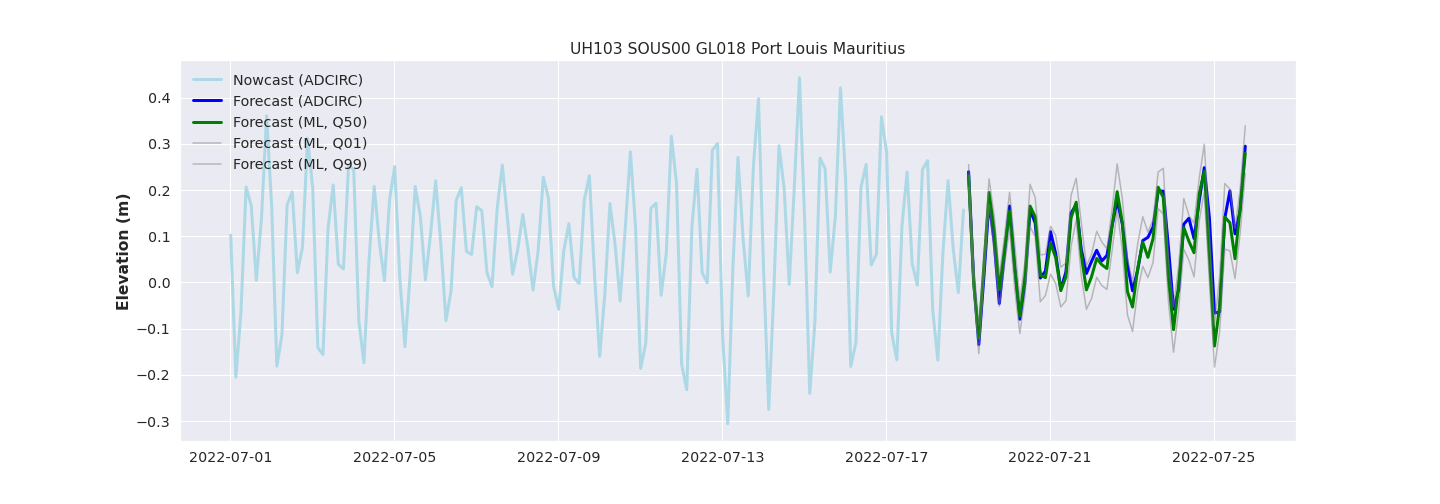 UH103 SOUS00 GL018 Port Louis Mauritius
Nowcast (ADCIRC)
Forecast (ADCIRC)
Forecast (ML, Q50)
Forecast (ML, Q01)
Forecast (ML, Q99)
Elevation (m)
0.4
0.3
0.2
0.1
0.0
−0.1
−0.2
−0.3
2022-07-01 2022-07-05 2022-07-09 2022-07-13 2022-07-17 2022-07-21 2022-07-25